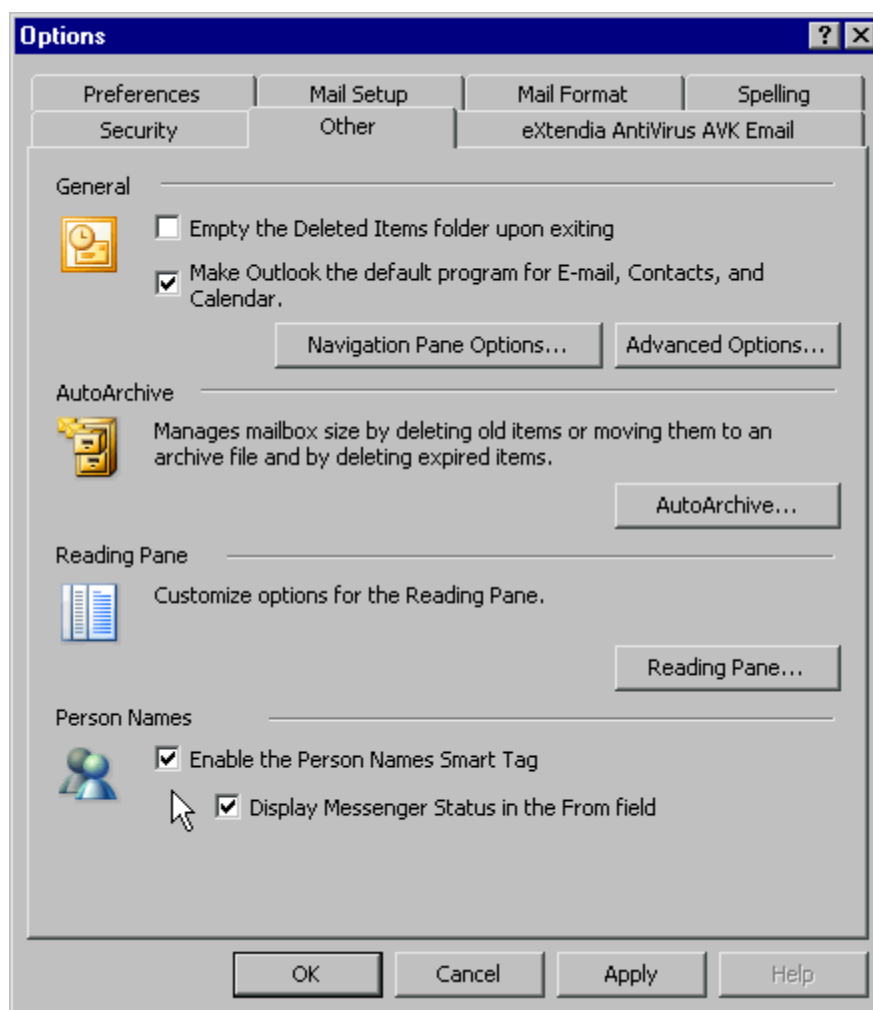 Options
Preferences
Mail Setup
Mail Format
Spelling
Security
Other
eXtendia AntiVirus AVK Email
General
Empty the Deleted Items folder upon exiting
Make Outlook the default program for E-mail, Contacts, and
Calendar.
Navigation Pane Options...
Advanced Options...
AutoArchive
Manages mailbox size by deleting old items or moving them to an
archive file and by deleting expired items.
AutoArchive...
Reading Pane
Customize options for the Reading Pane.
Reading Pane...
Person Names
Enable the Person Names Smart Tag
Display Messenger Status in the From field
OK
Cancel
Apply
Help